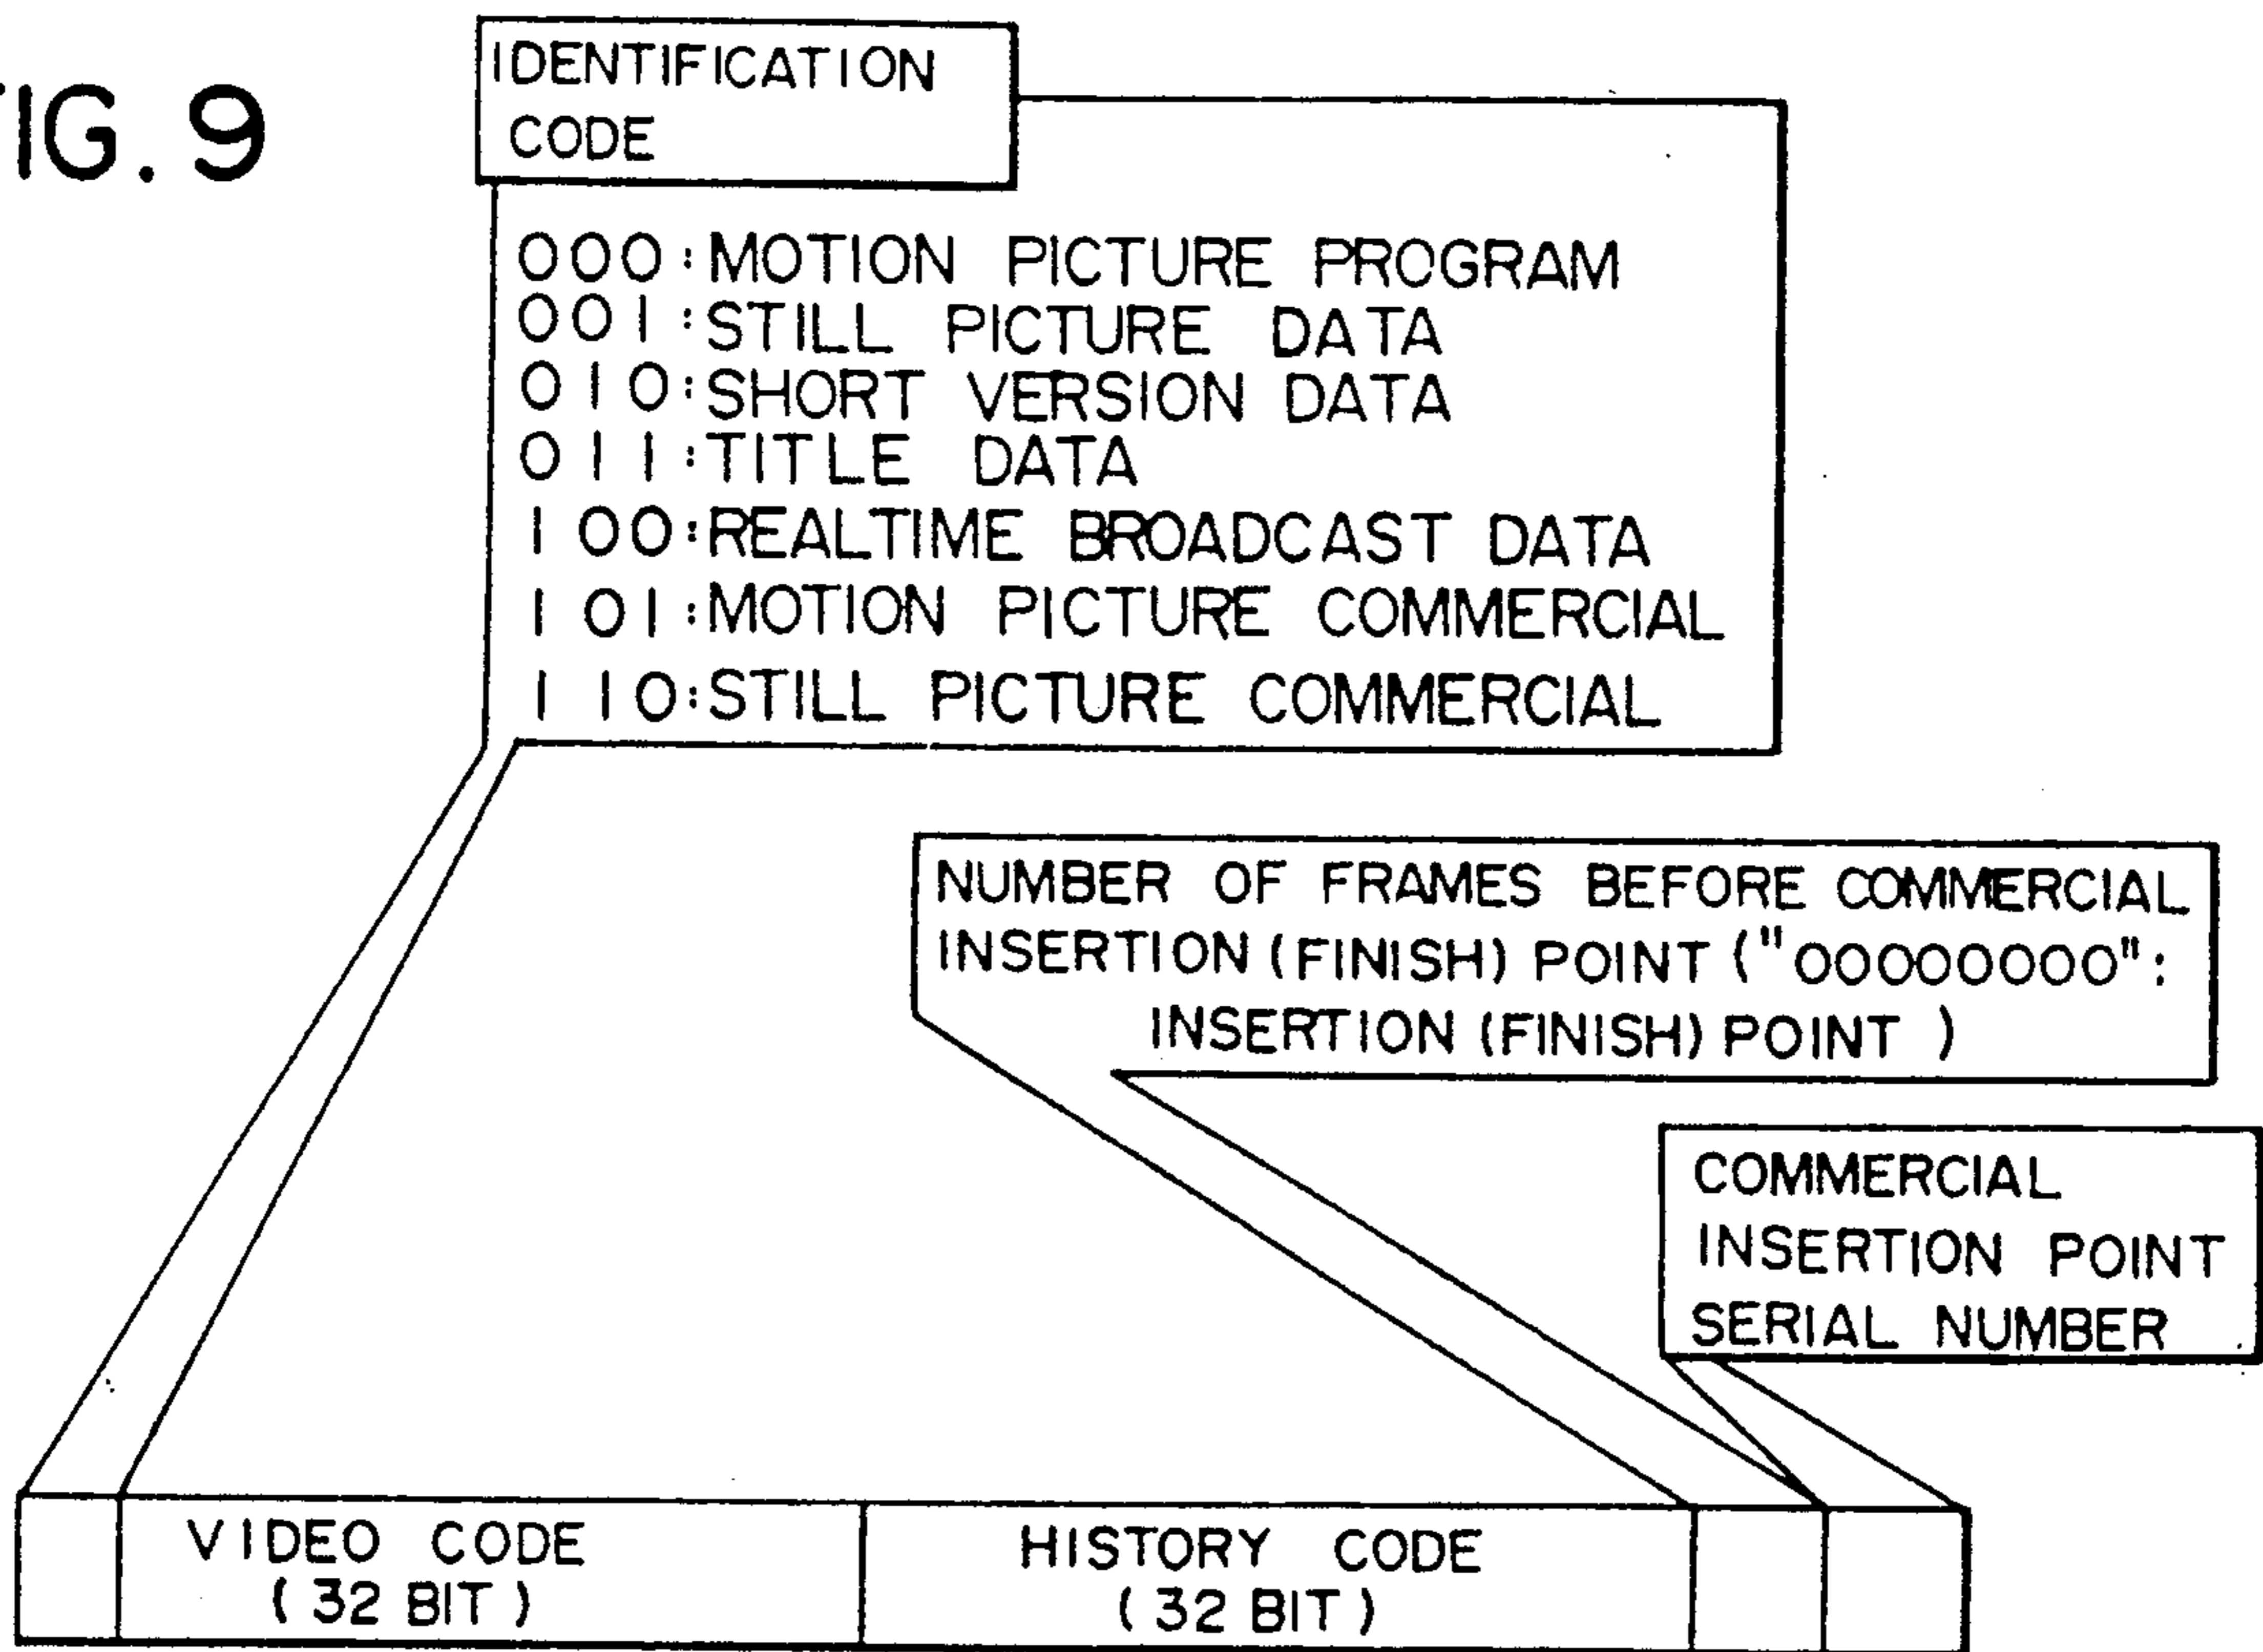 FIG. 9
IDENTIFICATION
CODE
000:MOTION PICTURE PROGRAM
001:STILL PICTURE DATA
010:SHORT VERSION DATA
011:TITLE DATA
100:REALTIME BROADCAST DATA
101:MOTION PICTURE COMMERCIAL
110:STILL PICTURE COMMERCIAL
NUMBER OF FRAMES BEFORE COMMERCIAL
INSERTION (FINISH) POINT ("00000000":
INSERTION (FINISH) POINT )
COMMERCIAL
INSERTION POINT
SERIAL NUMBER
VIDEO CODE
(32 BIT)
HISTORY CODE
(32 BIT)